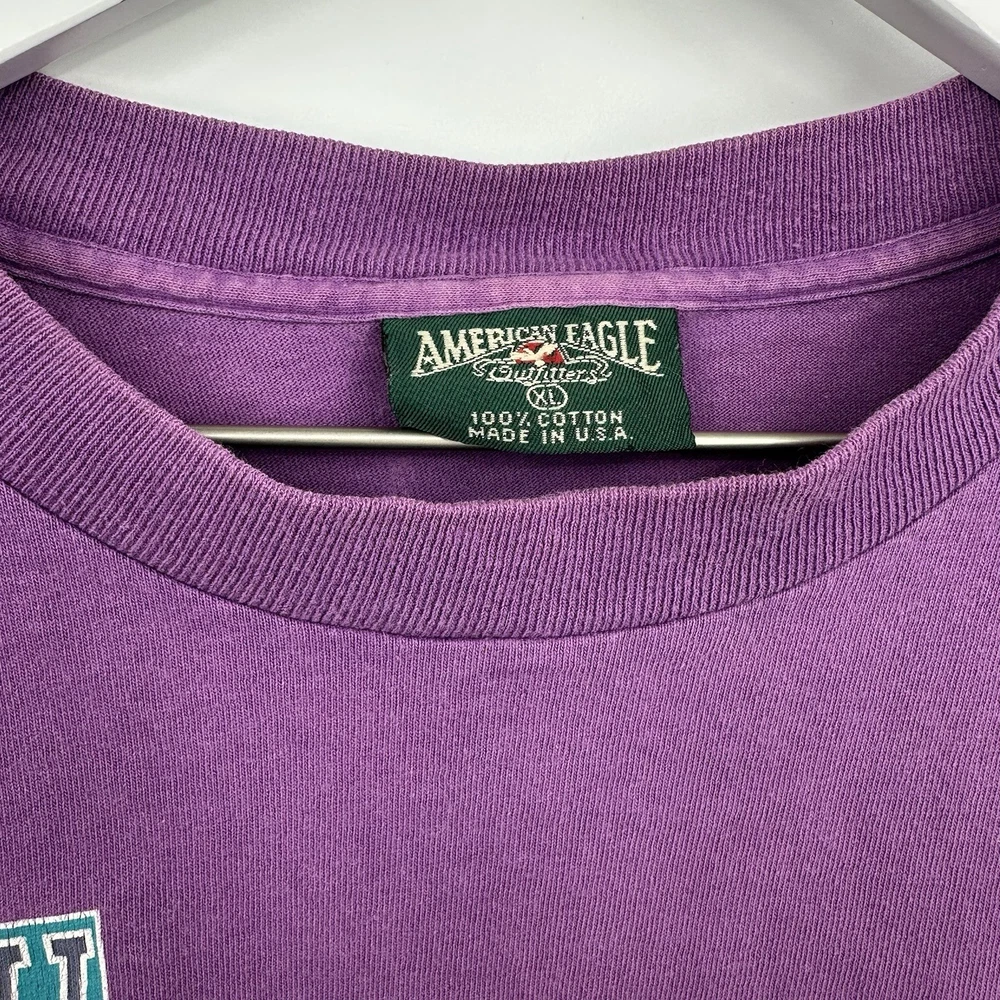 AMERICAN EAGLE
Outfitters
XL
100% COTTON
MADE IN U.S.A.